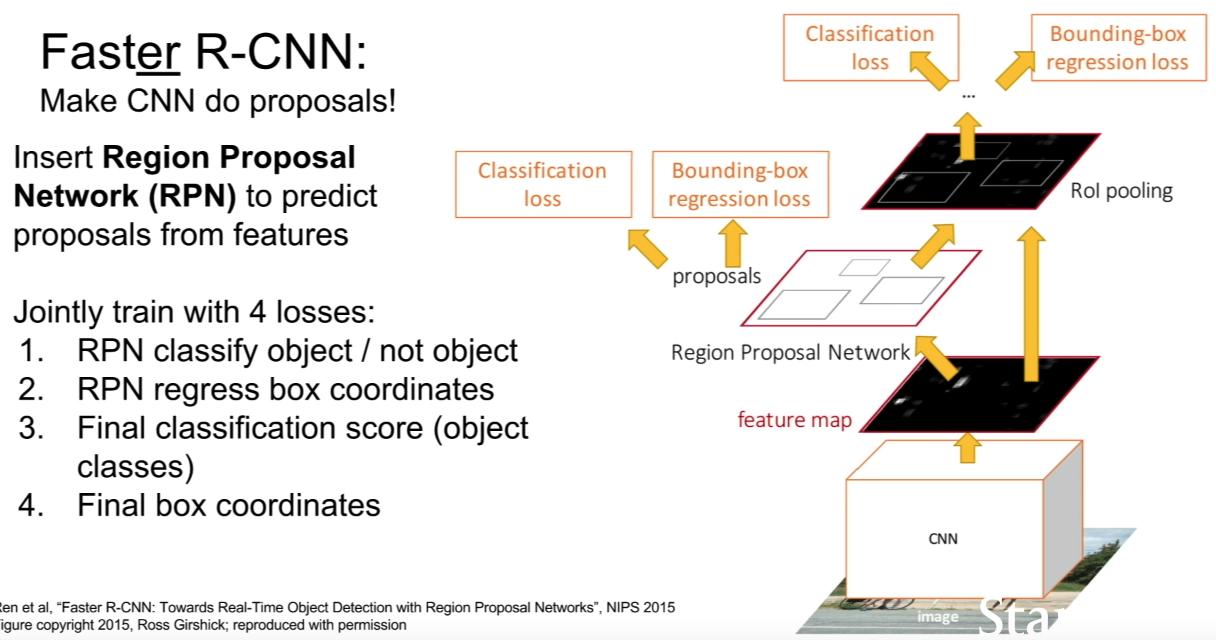 Faster R-CNN:
Make CNN do proposals!
Insert Region Proposal
Network (RPN) to predict
proposals from features
Jointly train with 4 losses:
1. RPN classify object / not object
2. RPN regress box coordinates
3. Final classification score (object
classes)
4. Final box coordinates
Classification
loss
Bounding-box
regression loss
...
Classification
loss
Bounding-box
regression loss
RoI pooling
proposals
Region Proposal Network
feature map
CNN
image
Ren et al, “Faster R-CNN: Towards Real-Time Object Detection with Region Proposal Networks”, NIPS 2015
Figure copyright 2015, Ross Girshick; reproduced with permission